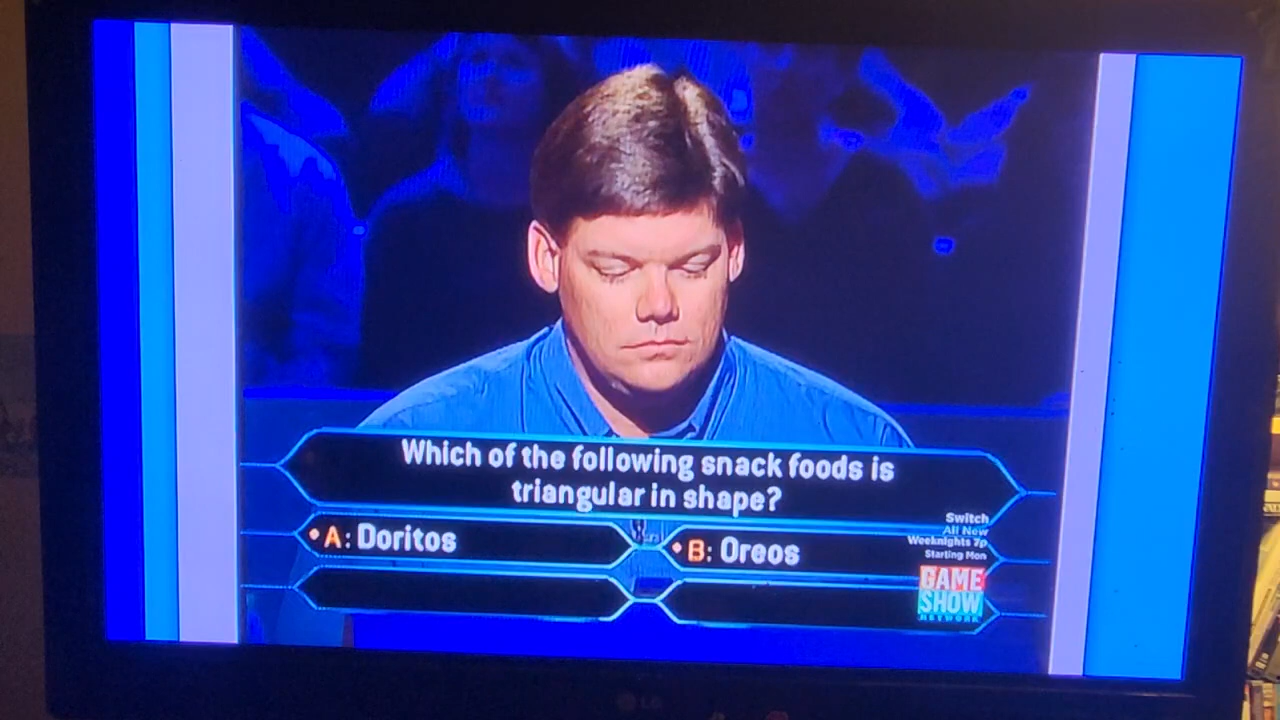 Which of the following snack foods is
triangular in shape?
A: Doritos
B: Oreos
Switch
All New
Weeknights 7p
Starting Mon
GAME
SHOW
NETWORK
LG